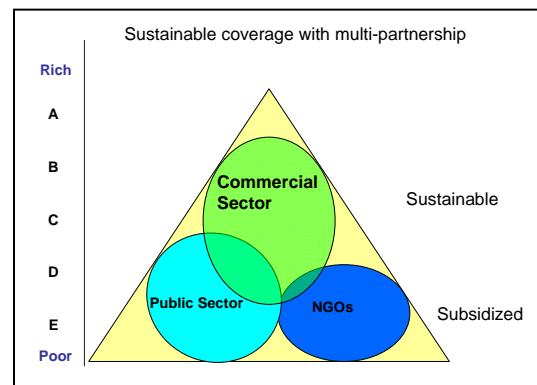 Sustainable coverage with multi-partnership
Rich
A
B
Commercial
Sector
Sustainable
C
D
Public Sector
NGOs
Subsidized
E
Poor